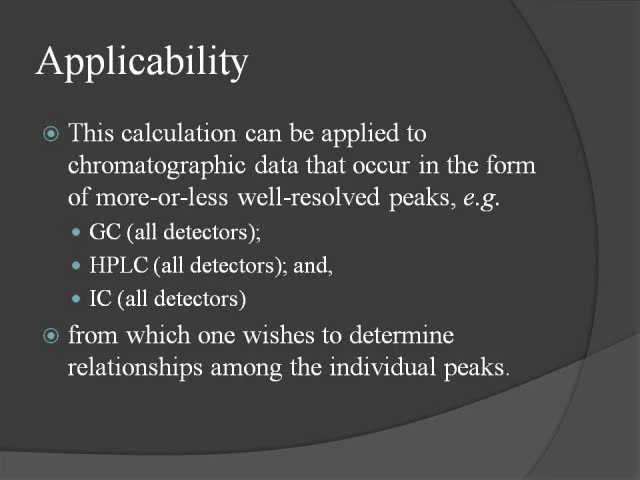 Applicability
This calculation can be applied to
chromatographic data that occur in the form
of more-or-less well-resolved peaks, e.g.
GC (all detectors);
HPLC (all detectors); and,
IC (all detectors)
from which one wishes to determine
relationships among the individual peaks.